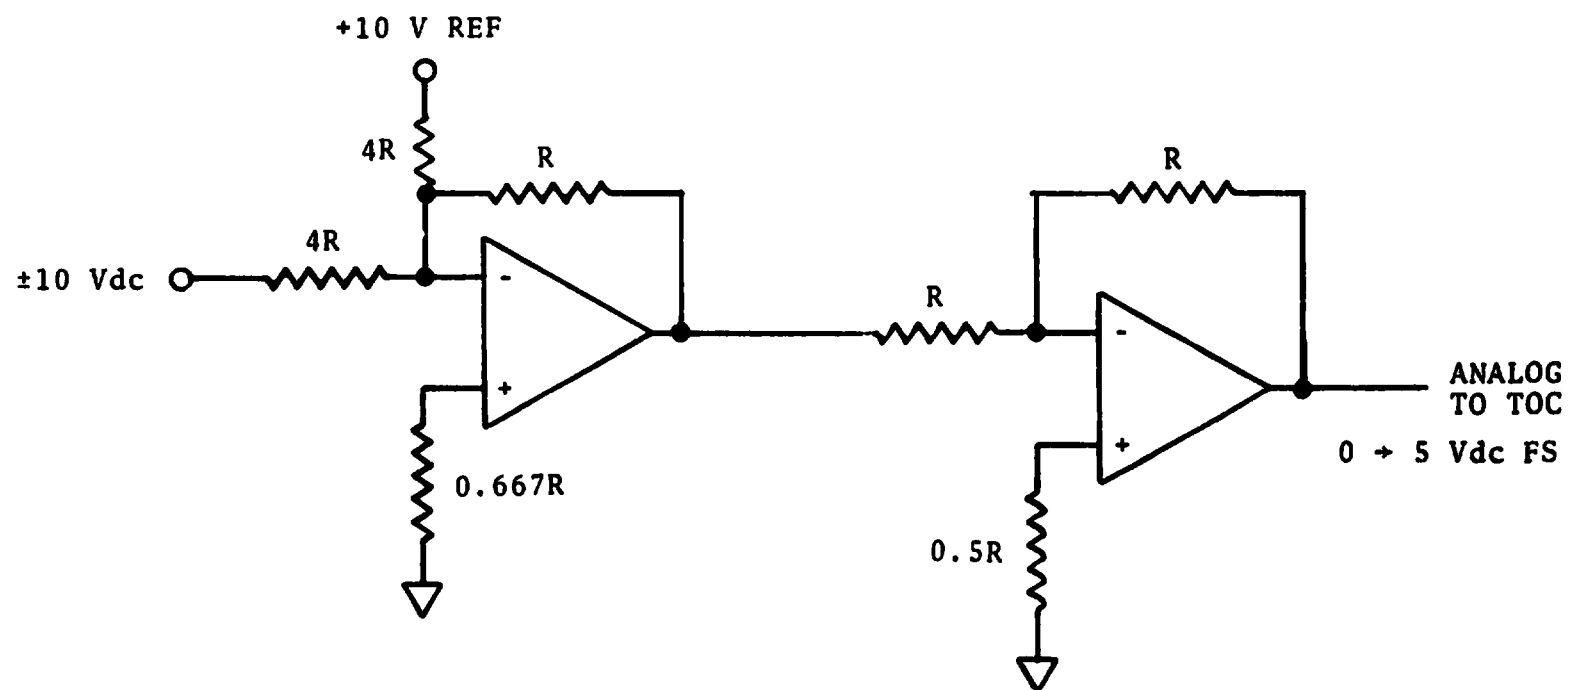 +10 V REF
4R
R
R
4R
±10 Vdc
-
R
-
+
ANALOG
TO TOC
+
0 → 5 Vdc FS
0.667R
0.5R